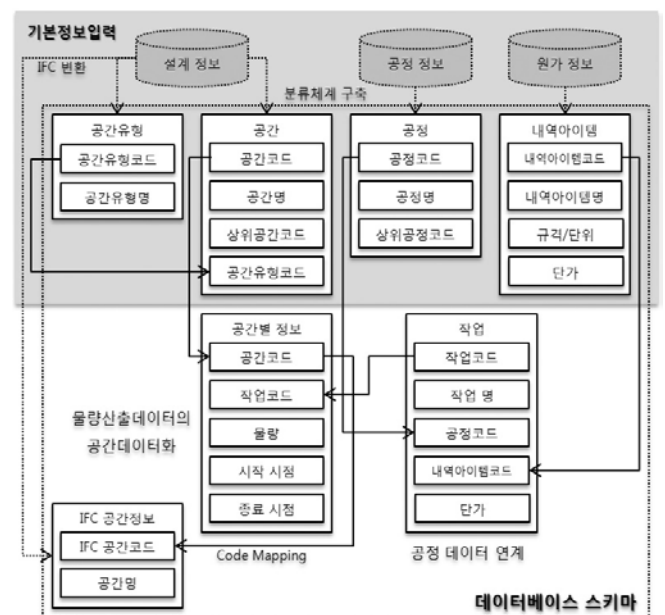 기본정보입력
IFC 변환
설계 정보
공정 정보
원가 정보
분류체계 구축
공간유형
공간유형코드
공간유형명
공간
공간코드
공간명
상위공간코드
공간유형코드
공정
공정코드
공정명
상위공정코드
내역아이템
내역아이템코드
내역아이템명
규격/단위
단가
물량산출데이터의
공간데이터화
공간별 정보
공간코드
작업코드
물량
시작 시점
종료 시점
작업
작업코드
작업 명
공정코드
내역아이템코드
단가
IFC 공간정보
IFC 공간코드
공간명
Code Mapping
공정 데이터 연계
데이터베이스 스키마